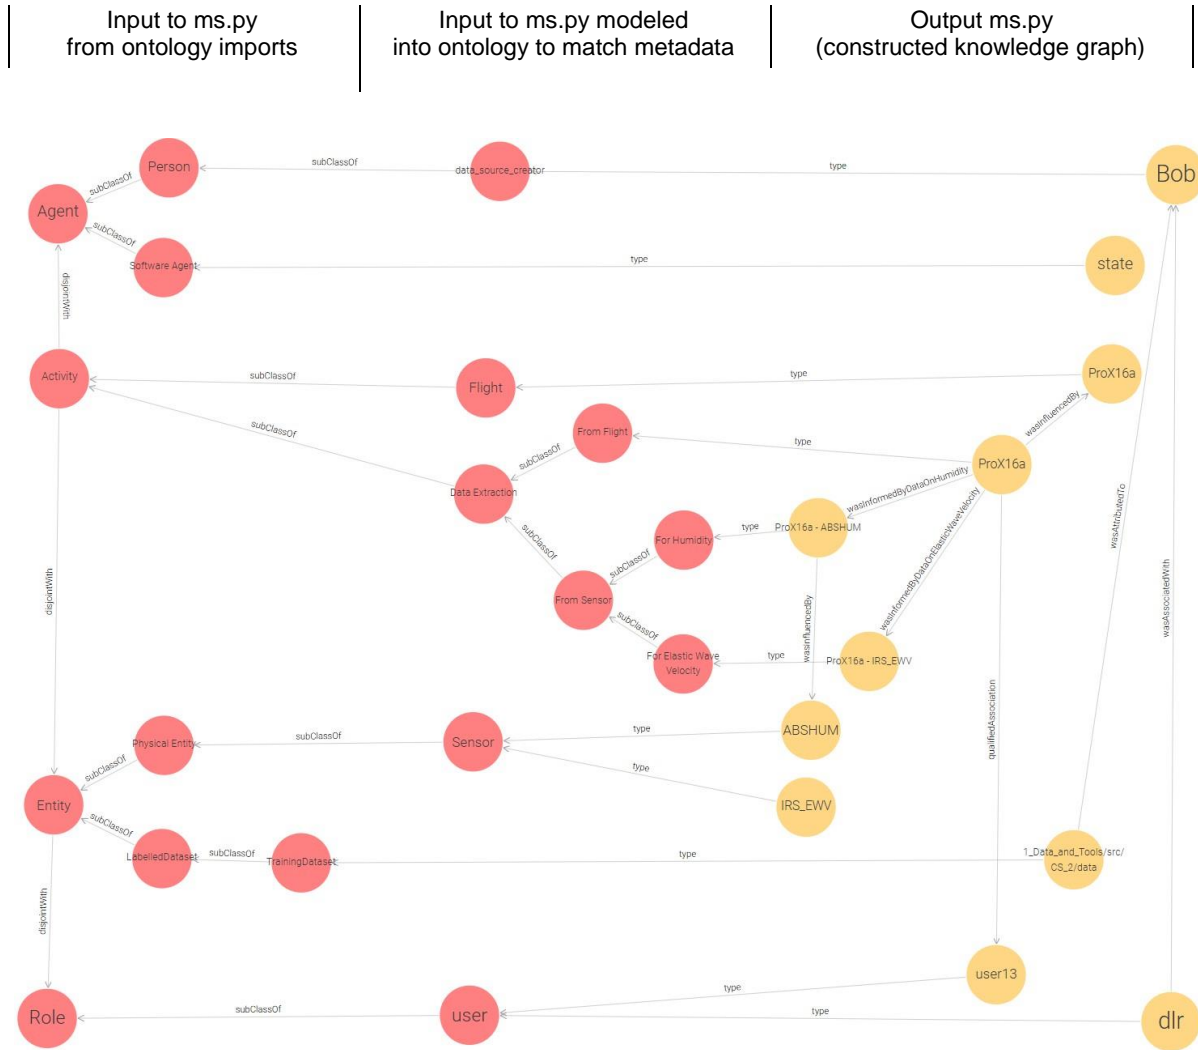 Input to ms.py
from ontology imports
Input to ms.py modeled
into ontology to match metadata
Output ms.py
(constructed knowledge graph)
Person
subClassOf
data_source_creator
type
Bob
subClassOf
Agent
subClassOf
Software Agent
type
state
disjointWith
Activity
subClassOf
Flight
type
ProX16a
wasInfluencedBy
subClassOf
From Flight
type
ProX16a
subClassOf
Data Extraction
wasInformedByDataOnHumidity
wasAttributedTo
subClassOf
For Humidity
type
ProX16a - ABSHUM
wasInformedByDataOnElasticWaveVelocity
disjointWith
subClassOf
From Sensor
subClassOf
wasInfluencedBy
wasAssociatedWith
For Elastic Wave
Velocity
type
ProX16a - IRS_EWV
qualifiedAssociation
Physical Entity
subClassOf
Sensor
type
ABSHUM
subClassOf
type
Entity
IRS_EWV
subClassOf
LabelledDataset
subClassOf
TrainingDataset
type
1_Data_and_Tools/src/
CS_2/data
disjointWith
user13
type
Role
subClassOf
user
type
dlr